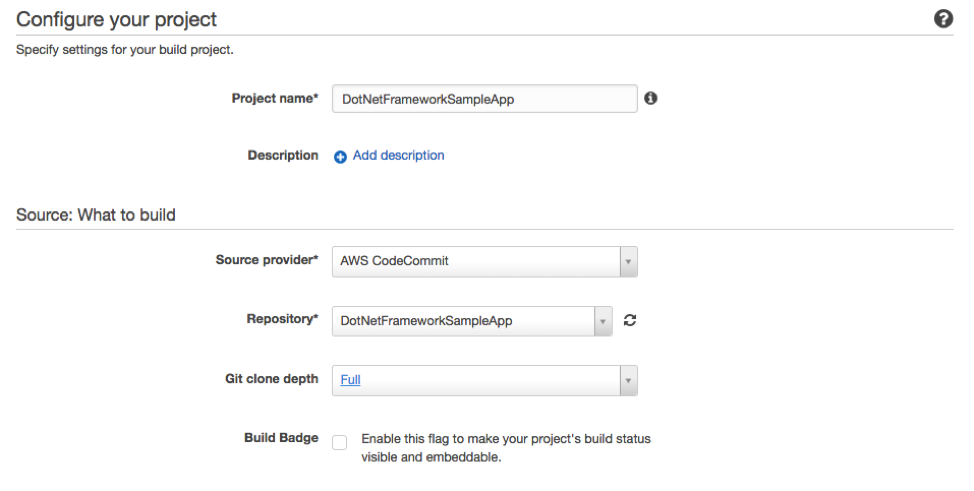 Configure your project
Specify settings for your build project.
Project name* DotNetFrameworkSampleApp
Description Add description
Source: What to build
Source provider* AWS CodeCommit
Repository* DotNetFrameworkSampleApp
Git clone depth Full
Build Badge Enable this flag to make your project's build status
visible and embeddable.